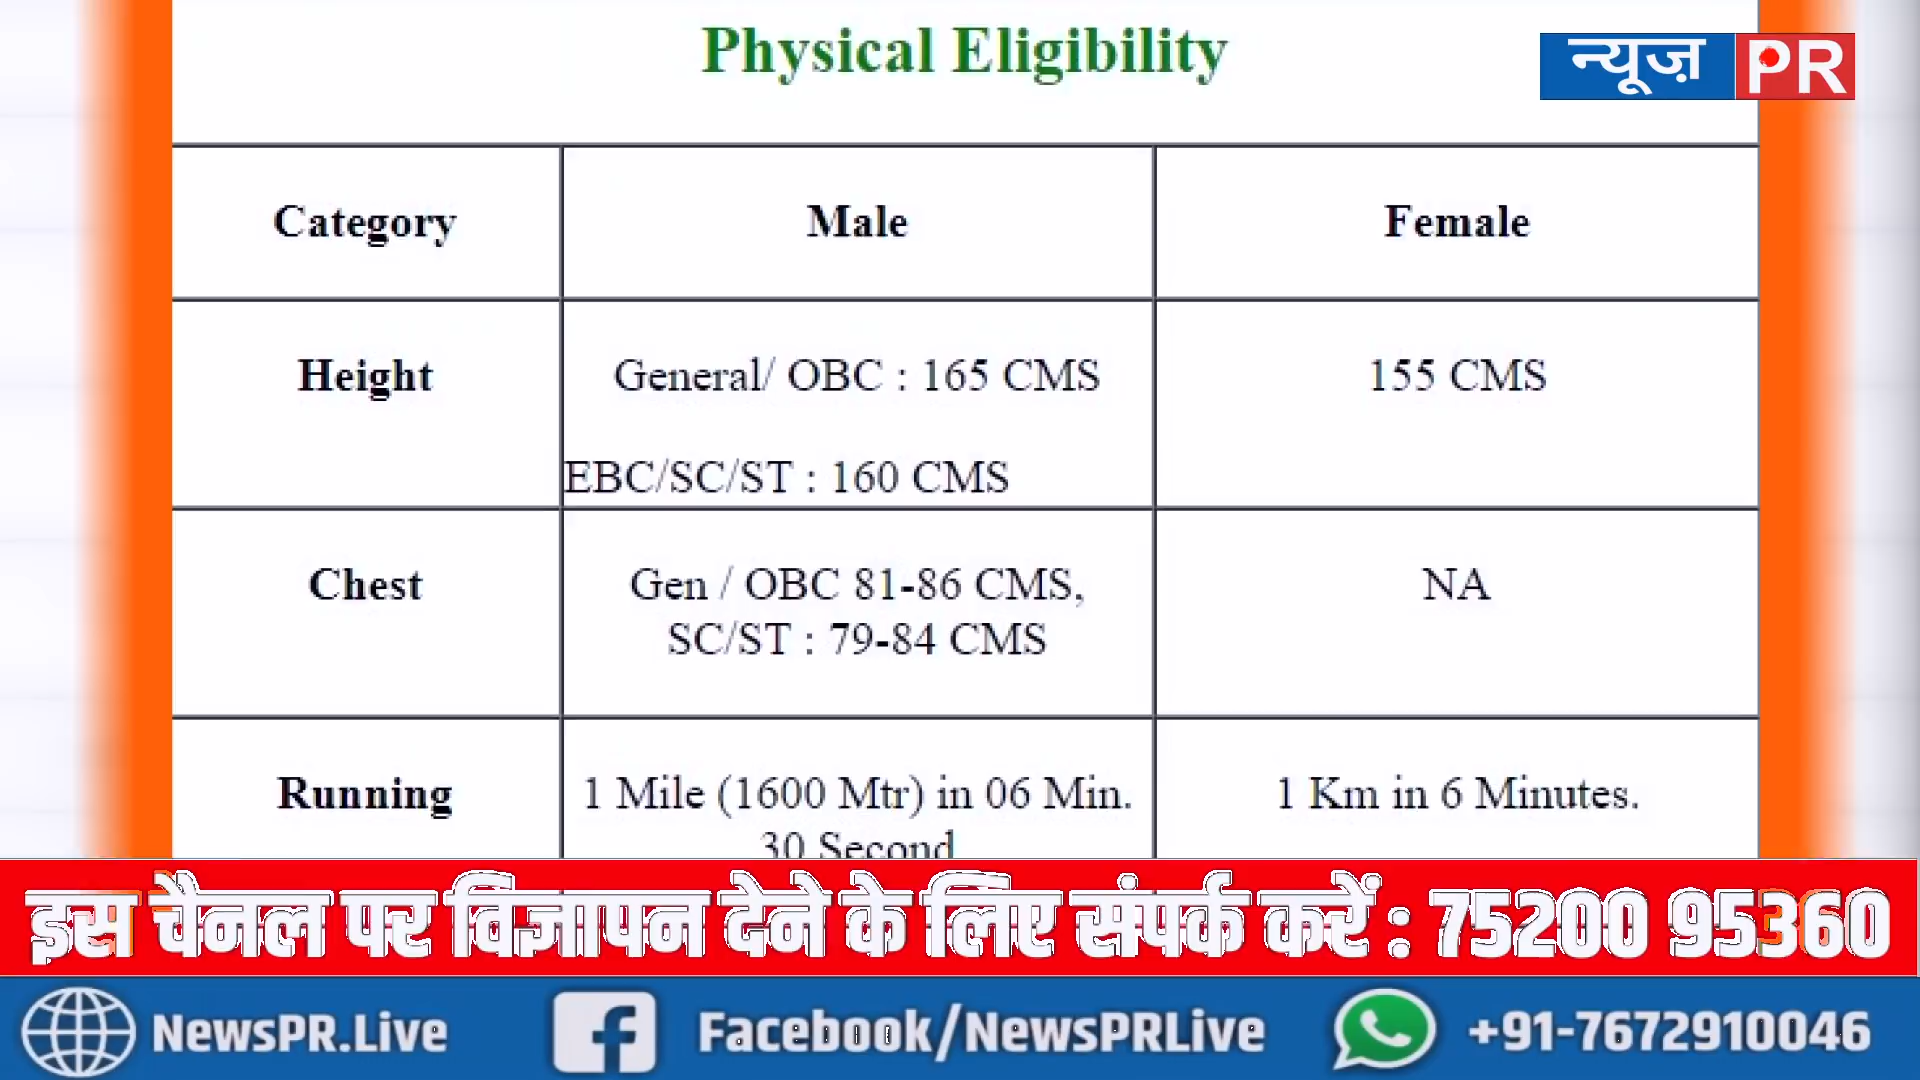 Physical Eligibility
न्यूज़ PR
Category Male Female
Height General/ OBC : 165 CMS 155 CMS
EBC/SC/ST : 160 CMS
Chest Gen / OBC 81-86 CMS, NA
SC/ST : 79-84 CMS
Running 1 Mile (1600 Mtr) in 06 Min. 1 Km in 6 Minutes.
30 Second
इस चैनल पर विज्ञापन देने के लिए संपर्क करें : 75200 95360
NewsPR.Live Facebook/NewsPRLive +91-7672910046